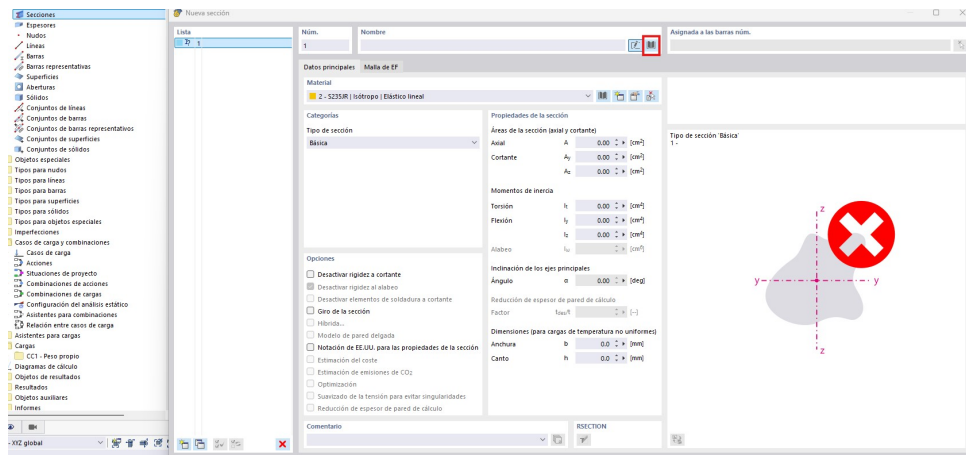 Secciones
Espesores
Nudos
Líneas
Barras
Barras representativas
Superficies
Aberturas
Sólidos
Conjuntos de líneas
Conjuntos de barras
Conjuntos de barras representativos
Conjuntos de superficies
Conjuntos de sólidos
Objetos especiales
Tipos para nudos
Tipos para líneas
Tipos para barras
Tipos para superficies
Tipos para sólidos
Tipos para objetos especiales
Imperfecciones
Casos de carga y combinaciones
Casos de carga
Acciones
Situaciones de proyecto
Combinaciones de acciones
Combinaciones de cargas
Configuración del análisis estático
Asistentes para combinaciones
Relación entre casos de carga
Asistentes para cargas
Cargas
CC1 - Peso propio
Diagramas de cálculo
Objetos de resultados
Resultados
Objetos auxiliares
Informes
- XYZ global
Nueva sección
Lista
1
Núm.
1
Nombre
Asignada a las barras núm.
Datos principales Malla de EF
Material
2 - S235JR | Isótropo | Elástico lineal
Categorías
Tipo de sección
Básica
Opciones
Desactivar rigidez a cortante
Desactivar rigidez al alabeo
Desactivar elementos de soldadura a cortante
Giro de la sección
Híbrida...
Modelo de pared delgada
Notación de EE.UU. para las propiedades de la sección
Estimación del coste
Estimación de emisiones de CO2
Optimización
Suavizado de la tensión para evitar singularidades
Reducción de espesor de pared de cálculo
Propiedades de la sección
Áreas de la sección (axial y cortante)
Axial A 0.00 [cm²]
Cortante Ay 0.00 [cm²]
Az 0.00 [cm²]
Momentos de inercia
Torsión It 0.00 [cm⁴]
Flexión Iy 0.00 [cm⁴]
Iz 0.00 [cm⁴]
Alabeo Iω [cm⁶]
Inclinación de los ejes principales
Ángulo α 0.00 [deg]
Reducción de espesor de pared de cálculo
Factor tdes/t [--]
Dimensiones (para cargas de temperatura no uniformes)
Anchura b 0.0 [mm]
Canto h 0.0 [mm]
Comentario
RSECTION
Tipo de sección 'Básica'
1 -
z
y y
z